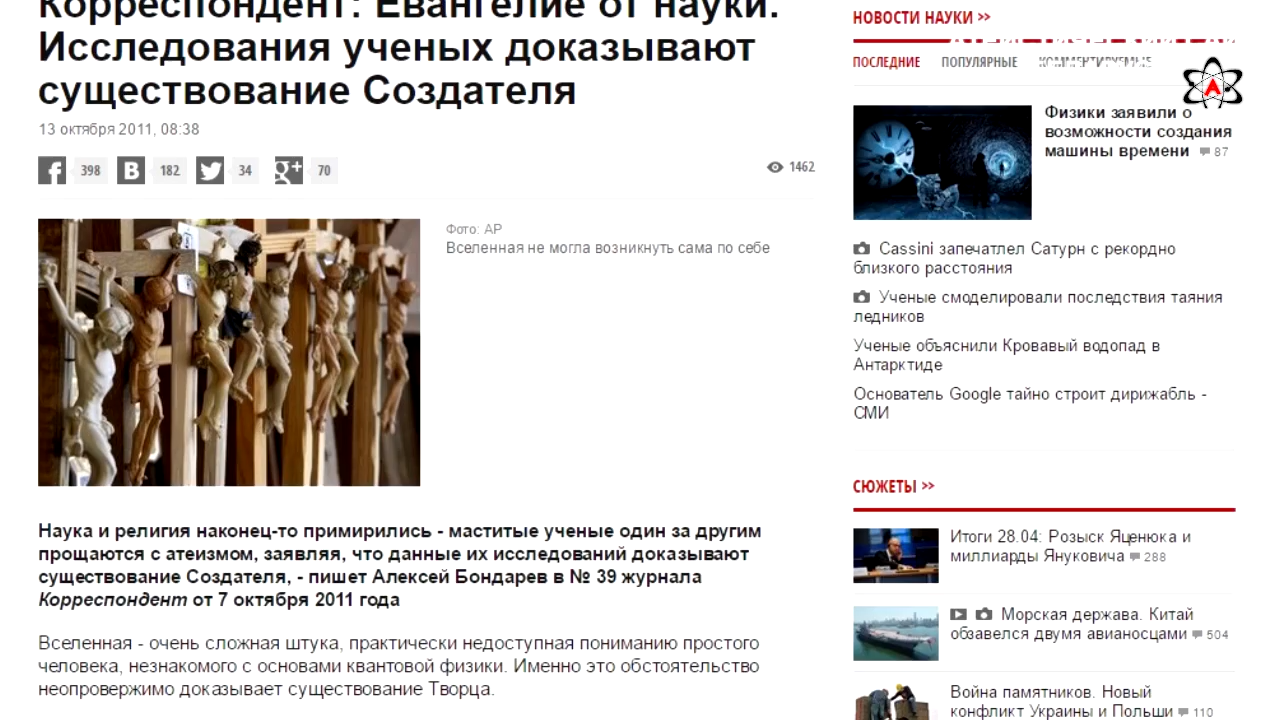 Корреспондент: Евангелие от науки.
Исследования ученых доказывают
существование Создателя
13 октября 2011, 08:38
398
B
182
34
g+
70
1462
Фото: AP
Вселенная не могла возникнуть сама по себе
Наука и религия наконец-то примирились - маститые ученые один за другим
прощаются с атеизмом, заявляя, что данные их исследований доказывают
существование Создателя, - пишет Алексей Бондарев в № 39 журнала
Корреспондент от 7 октября 2011 года
Вселенная - очень сложная штука, практически недоступная пониманию простого
человека, незнакомого с основами квантовой физики. Именно это обстоятельство
неопровержимо доказывает существование Творца.
НОВОСТИ НАУКИ >>
ПОСЛЕДНИЕ
ПОПУЛЯРНЫЕ
КОММЕНТИРУЕМЫЕ
A
Физики заявили о
возможности создания
машины времени 87
Cassini запечатлел Сатурн с рекордно
близкого расстояния
Ученые смоделировали последствия таяния
ледников
Ученые объяснили Кровавый водопад в
Антарктиде
Основатель Google тайно строит дирижабль -
СМИ
СЮЖЕТЫ >>
Итоги 28.04: Розыск Яценюка и
миллиарды Януковича 288
Морская держава. Китай
обзавелся двумя авианосцами 504
Война памятников. Новый
конфликт Украины и Польши 110